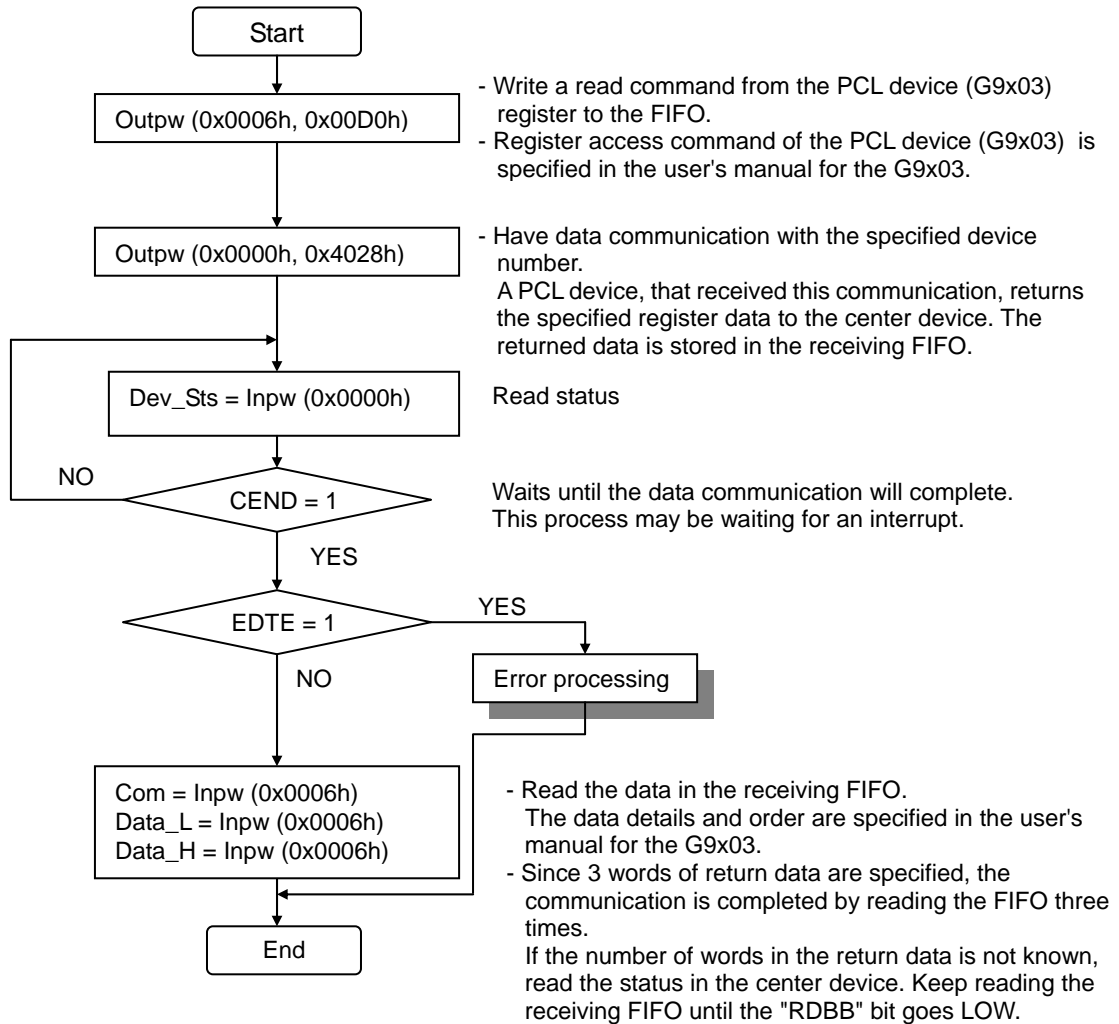 Start
Outpw (0x0006h, 0x00D0h)
- Write a read command from the PCL device (G9x03)
register to the FIFO.
- Register access command of the PCL device (G9x03)  is
specified in the user's manual for the G9x03.
Outpw (0x0000h, 0x4028h)
- Have data communication with the specified device
number.
A PCL device, that received this communication, returns
the specified register data to the center device. The
returned data is stored in the receiving FIFO.
Dev_Sts = Inpw (0x0000h)
Read status
NO
CEND = 1
Waits until the data communication will complete.
This process may be waiting for an interrupt.
YES
EDTE = 1
YES
NO
Error processing
Com = Inpw (0x0006h)
Data_L = Inpw (0x0006h)
Data_H = Inpw (0x0006h)
- Read the data in the receiving FIFO.
The data details and order are specified in the user's
manual for the G9x03.
- Since 3 words of return data are specified, the
communication is completed by reading the FIFO three
times.
If the number of words in the return data is not known,
read the status in the center device. Keep reading the
receiving FIFO until the "RDBB" bit goes LOW.
End